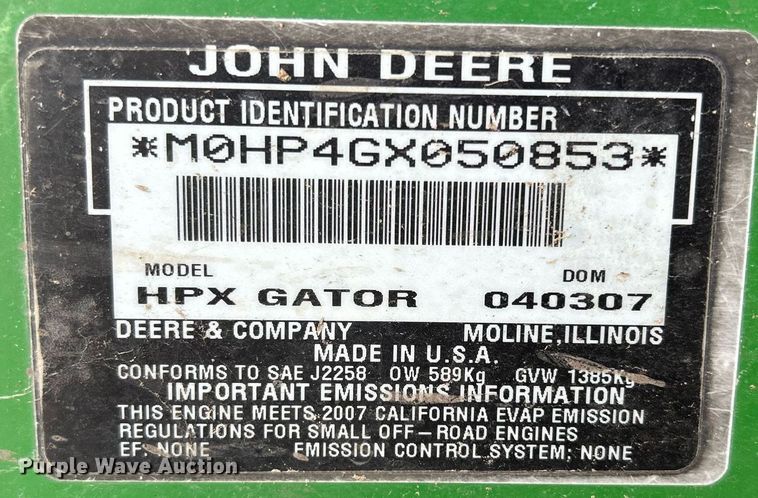 JOHN DEERE
PRODUCT IDENTIFICATION NUMBER
*M0HP4GX050853*
MODEL DOM
HPX GATOR 040307
DEERE & COMPANY MOLINE, ILLINOIS
MADE IN U.S.A.
CONFORMS TO SAE J2258 OW 589Kg GVW 1385Kg
IMPORTANT EMISSIONS INFORMATION
THIS ENGINE MEETS 2007 CALIFORNIA EVAP EMISSION
REGULATIONS FOR SMALL OFF-ROAD ENGINES
EF: NONE EMISSION CONTROL SYSTEM: NONE
Purple Wave Auction